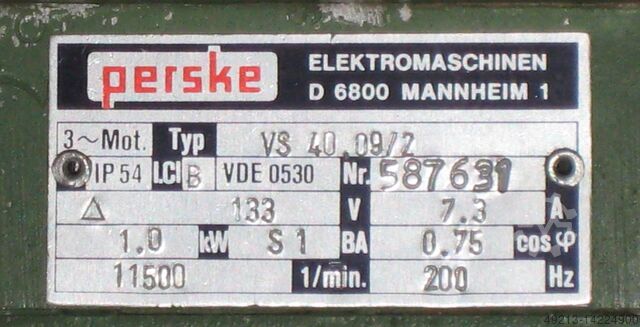 perske ELEKTROMASCHINEN
D 6800 MANNHEIM 1
3~Mot. Typ VS 40.09/2
IP 54 I.Cl B VDE 0530 Nr. 587631
△ 133 V 7.3 A
1.0 kW S 1 BA 0.75 cos φ
11500 1/min. 200 Hz